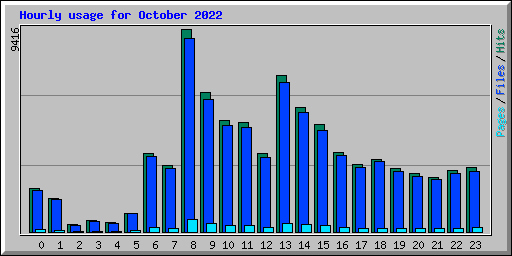 Hourly usage for October 2022
9416
Pages/Files/Hits
0 1 2 3 4 5 6 7 8 9 10 11 12 13 14 15 16 17 18 19 20 21 22 23